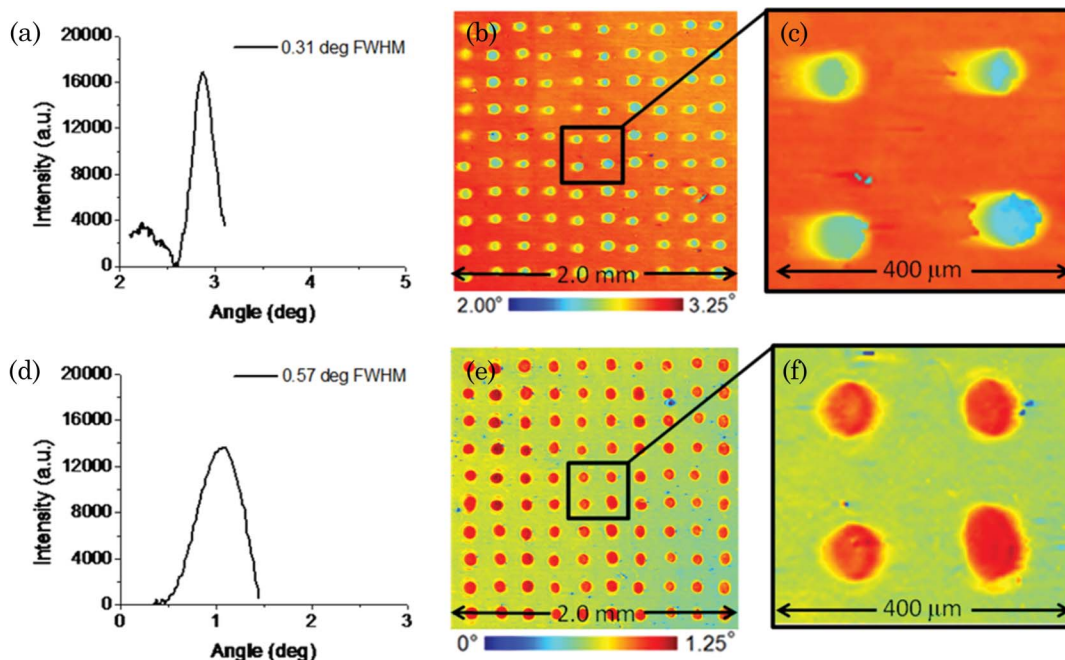 (a)
20000
16000
12000
8000
4000
0
Intensity (a.u.)
0.31 deg FWHM
2 3 4 5
Angle (deg)
(b)
2.0 mm
2.00° 3.25°
(c)
400 μm
(d)
20000
16000
12000
8000
4000
0
Intensity (a.u.)
0.57 deg FWHM
0 1 2 3
Angle (deg)
(e)
2.0 mm
0° 1.25°
(f)
400 μm